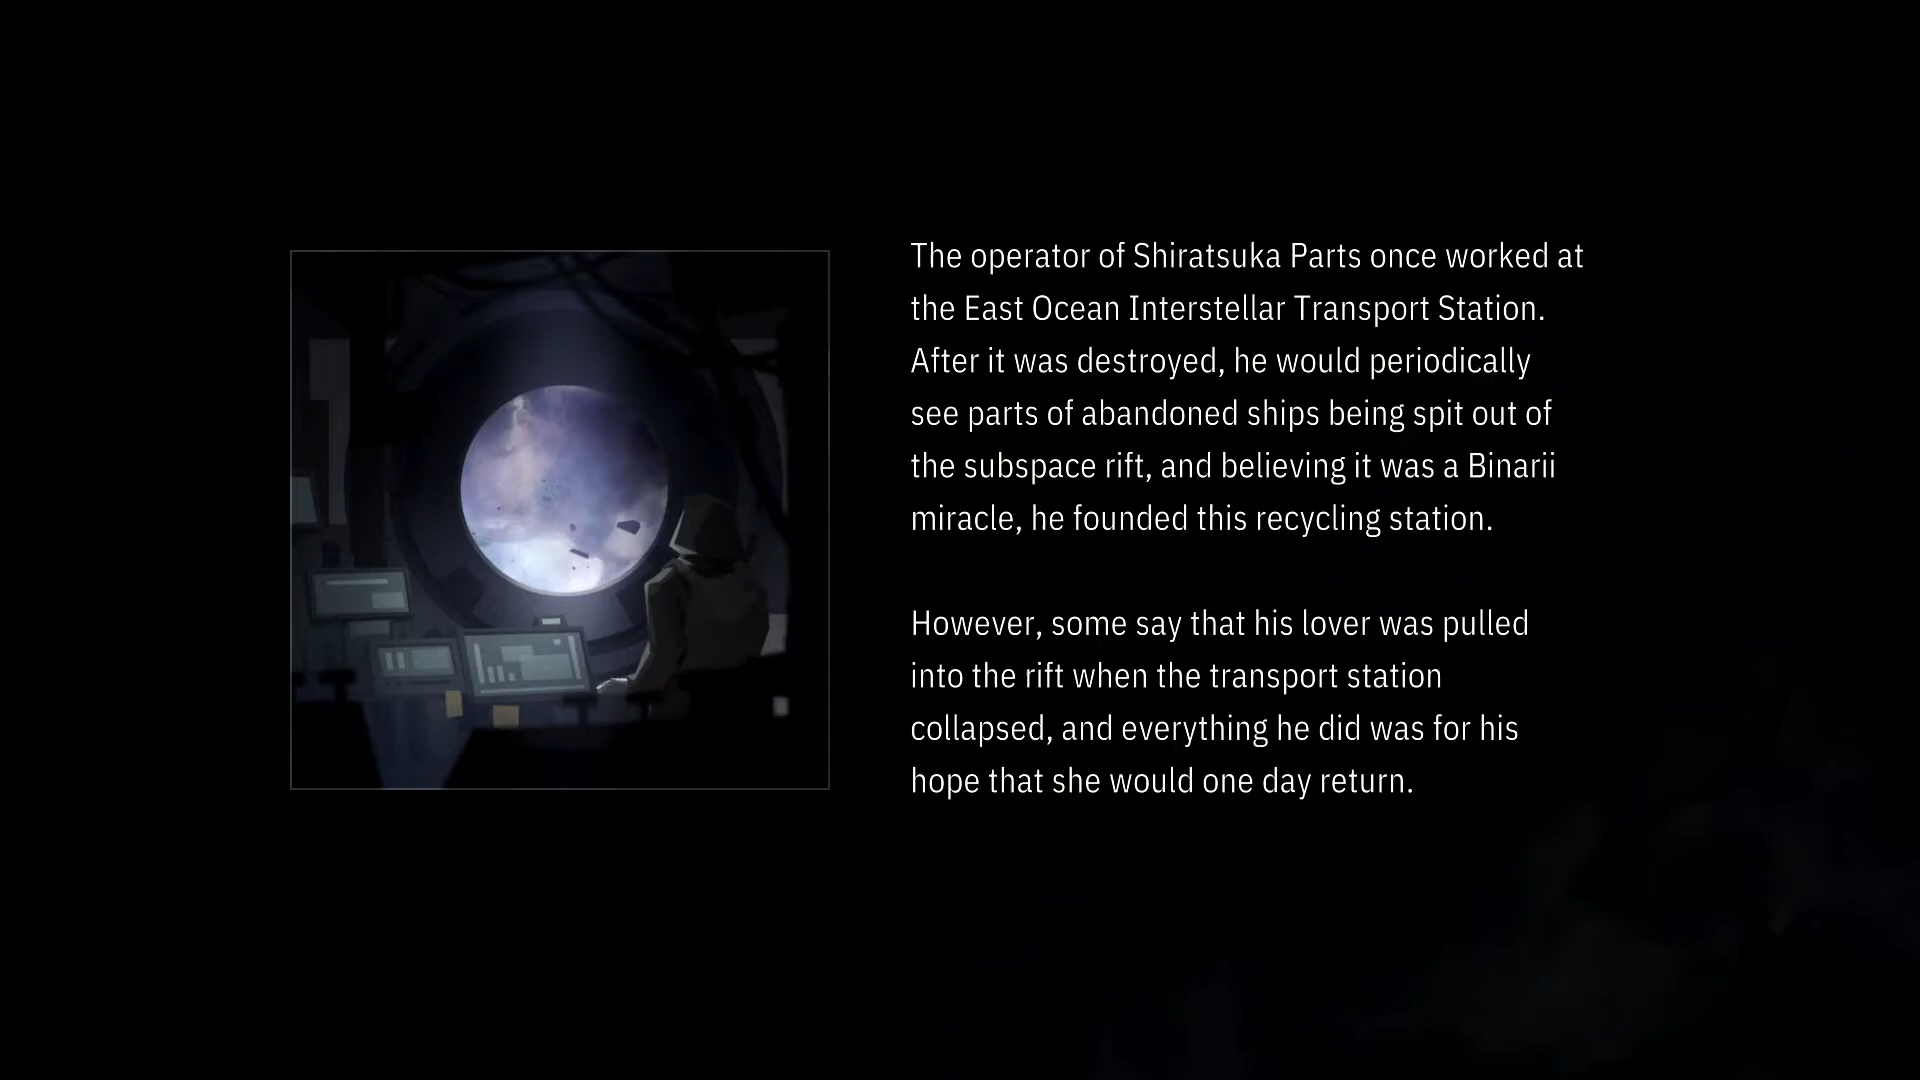 The operator of Shiratsuka Parts once worked at
the East Ocean Interstellar Transport Station.
After it was destroyed, he would periodically
see parts of abandoned ships being spit out of
the subspace rift, and believing it was a Binarii
miracle, he founded this recycling station.
However, some say that his lover was pulled
into the rift when the transport station
collapsed, and everything he did was for his
hope that she would one day return.